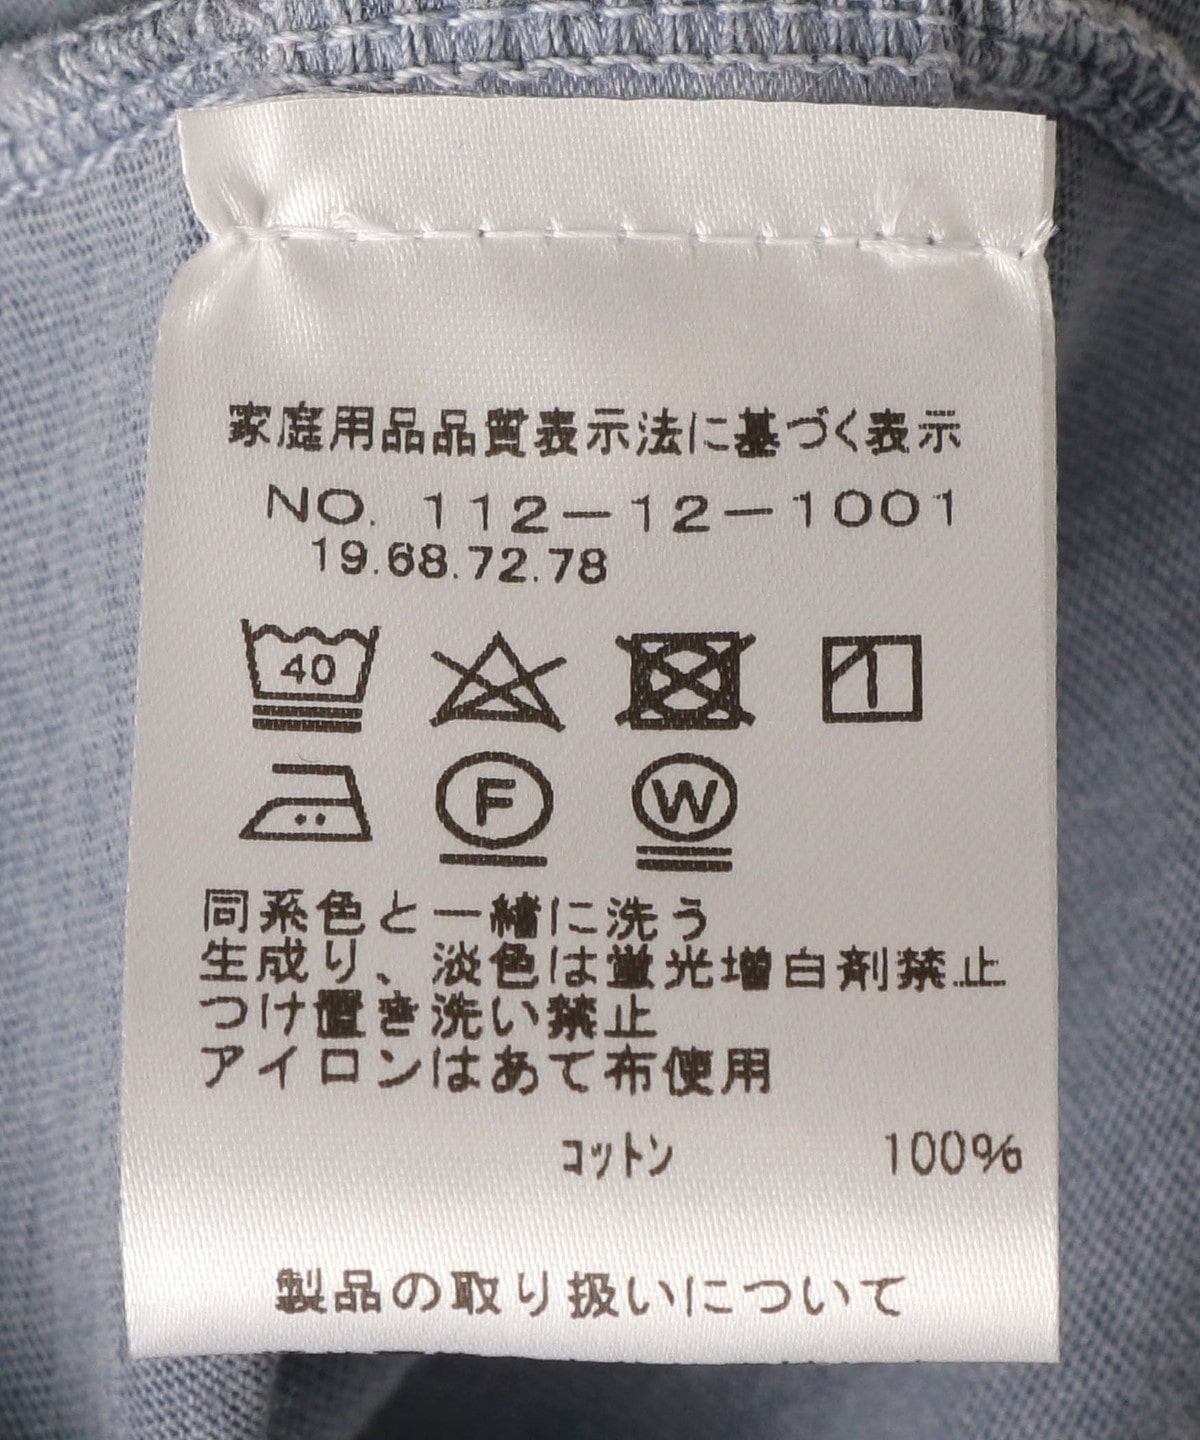 家庭用品品質表示法に基づく表示
NO. 112-12-1001
19.68.72.78
40
F
W
同系色と一緒に洗う
生成り、淡色は蛍光増白剤禁止
つけ置き洗い禁止
アイロンはあて布使用
コットン 100%
製品の取り扱いについて